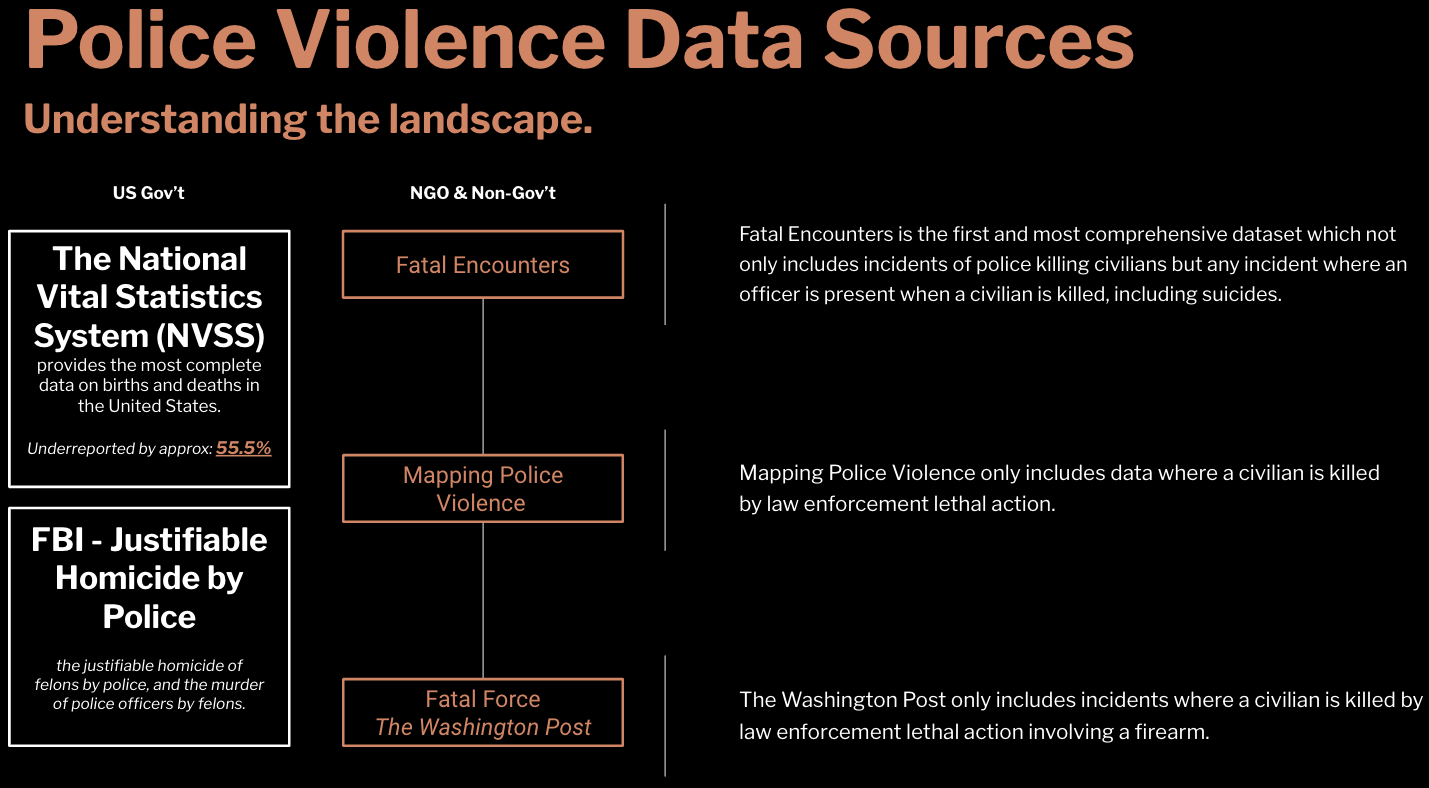 Police Violence Data Sources
Understanding the landscape.
US Gov’t
The National
Vital Statistics
System (NVSS)
provides the most complete
data on births and deaths in
the United States.
Underreported by approx: 55.5%
FBI - Justifiable
Homicide by
Police
the justifiable homicide of
felons by police, and the murder
of police officers by felons.
NGO & Non-Gov’t
Fatal Encounters
Fatal Encounters is the first and most comprehensive dataset which not
only includes incidents of police killing civilians but any incident where an
officer is present when a civilian is killed, including suicides.
Mapping Police
Violence
Mapping Police Violence only includes data where a civilian is killed
by law enforcement lethal action.
Fatal Force
The Washington Post
The Washington Post only includes incidents where a civilian is killed by
law enforcement lethal action involving a firearm.